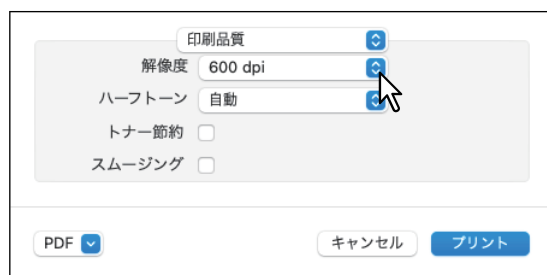 印刷品質
解像度 600 dpi
ハーフトーン 自動
トナー節約
スムージング
PDF キャンセル プリント